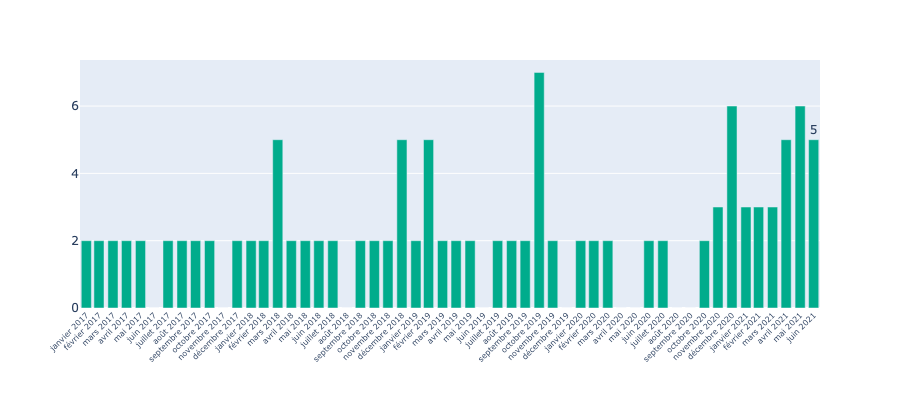 6
4
2
0
5
janvier 2017
février 2017
mars 2017
avril 2017
mai 2017
juin 2017
juillet 2017
août 2017
septembre 2017
octobre 2017
novembre 2017
décembre 2017
janvier 2018
février 2018
mars 2018
avril 2018
mai 2018
juin 2018
juillet 2018
août 2018
septembre 2018
octobre 2018
novembre 2018
décembre 2018
janvier 2019
février 2019
mars 2019
avril 2019
mai 2019
juin 2019
juillet 2019
août 2019
septembre 2019
octobre 2019
novembre 2019
décembre 2019
janvier 2020
février 2020
mars 2020
avril 2020
mai 2020
juin 2020
juillet 2020
août 2020
septembre 2020
octobre 2020
novembre 2020
décembre 2020
janvier 2021
février 2021
mars 2021
avril 2021
mai 2021
juin 2021